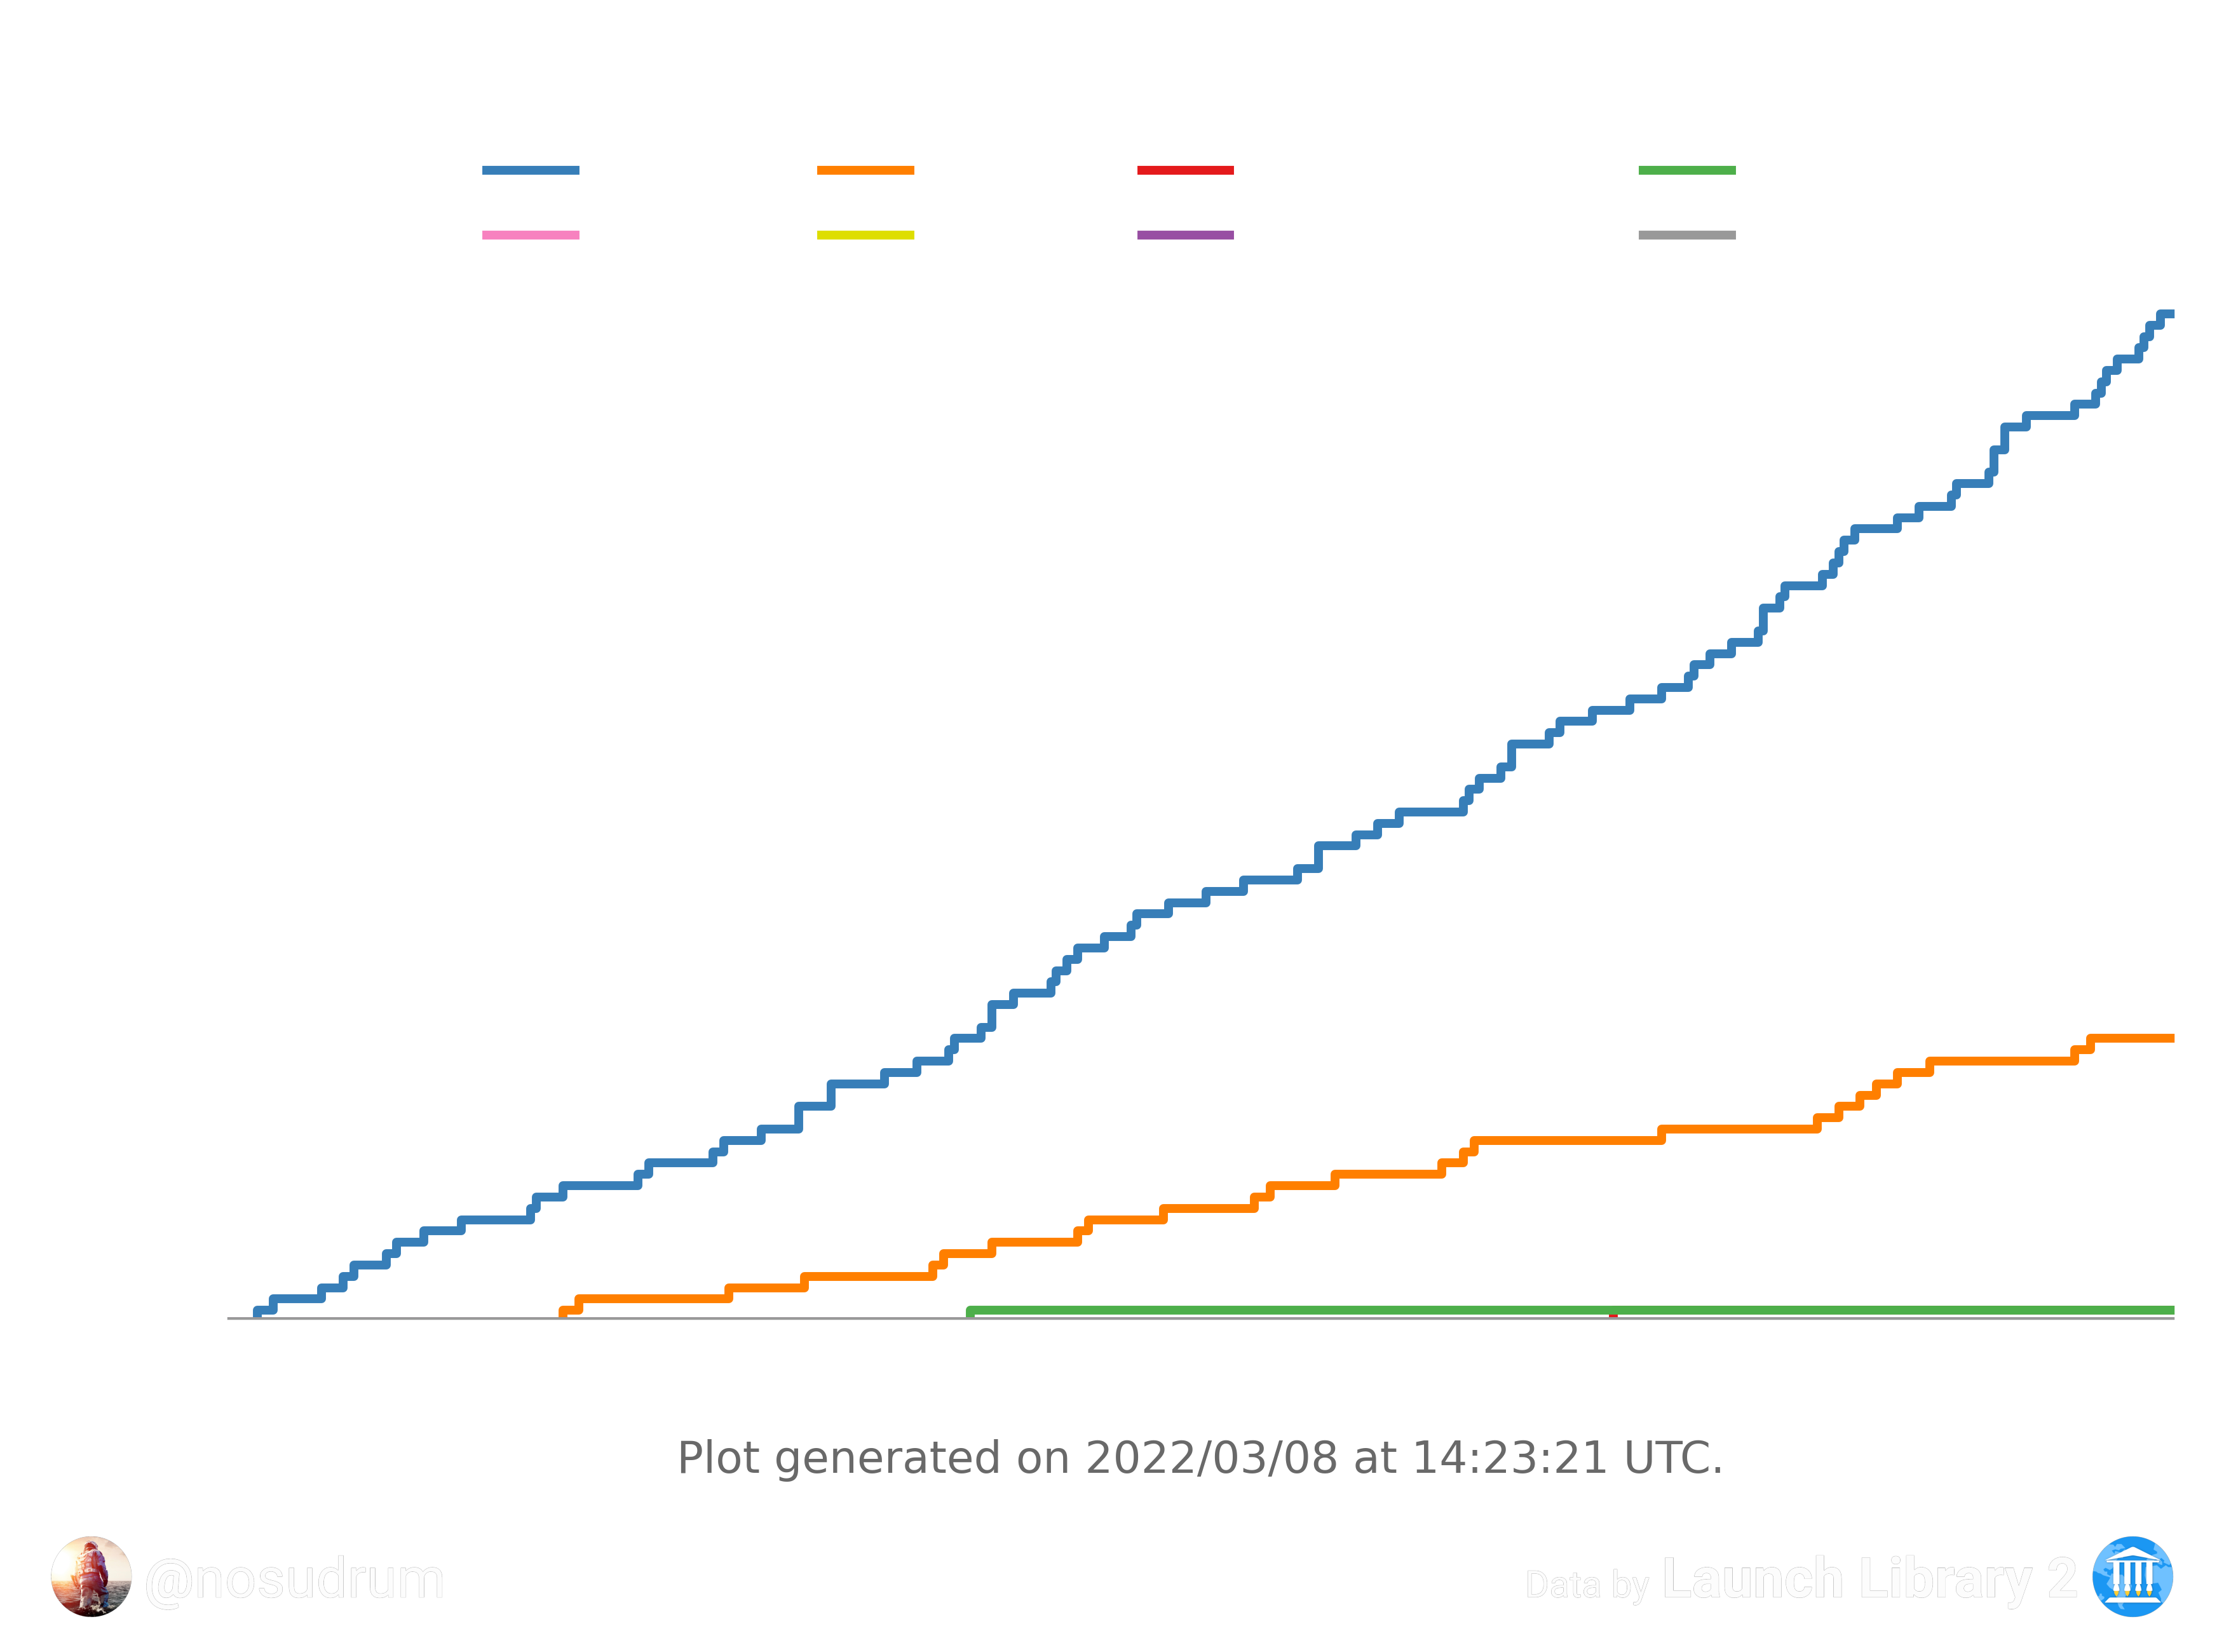 Plot generated on 2022/03/08 at 14:23:21 UTC.
@nosudrum
Data by Launch Library 2